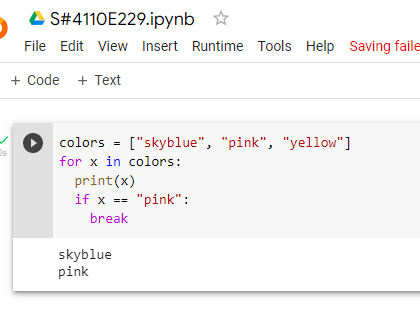 S#4110E229.ipynb
File Edit View Insert Runtime Tools Help Saving faile
+ Code + Text
colors = ["skyblue", "pink", "yellow"]
for x in colors:
  print(x)
  if x == "pink":
    break
skyblue
pink